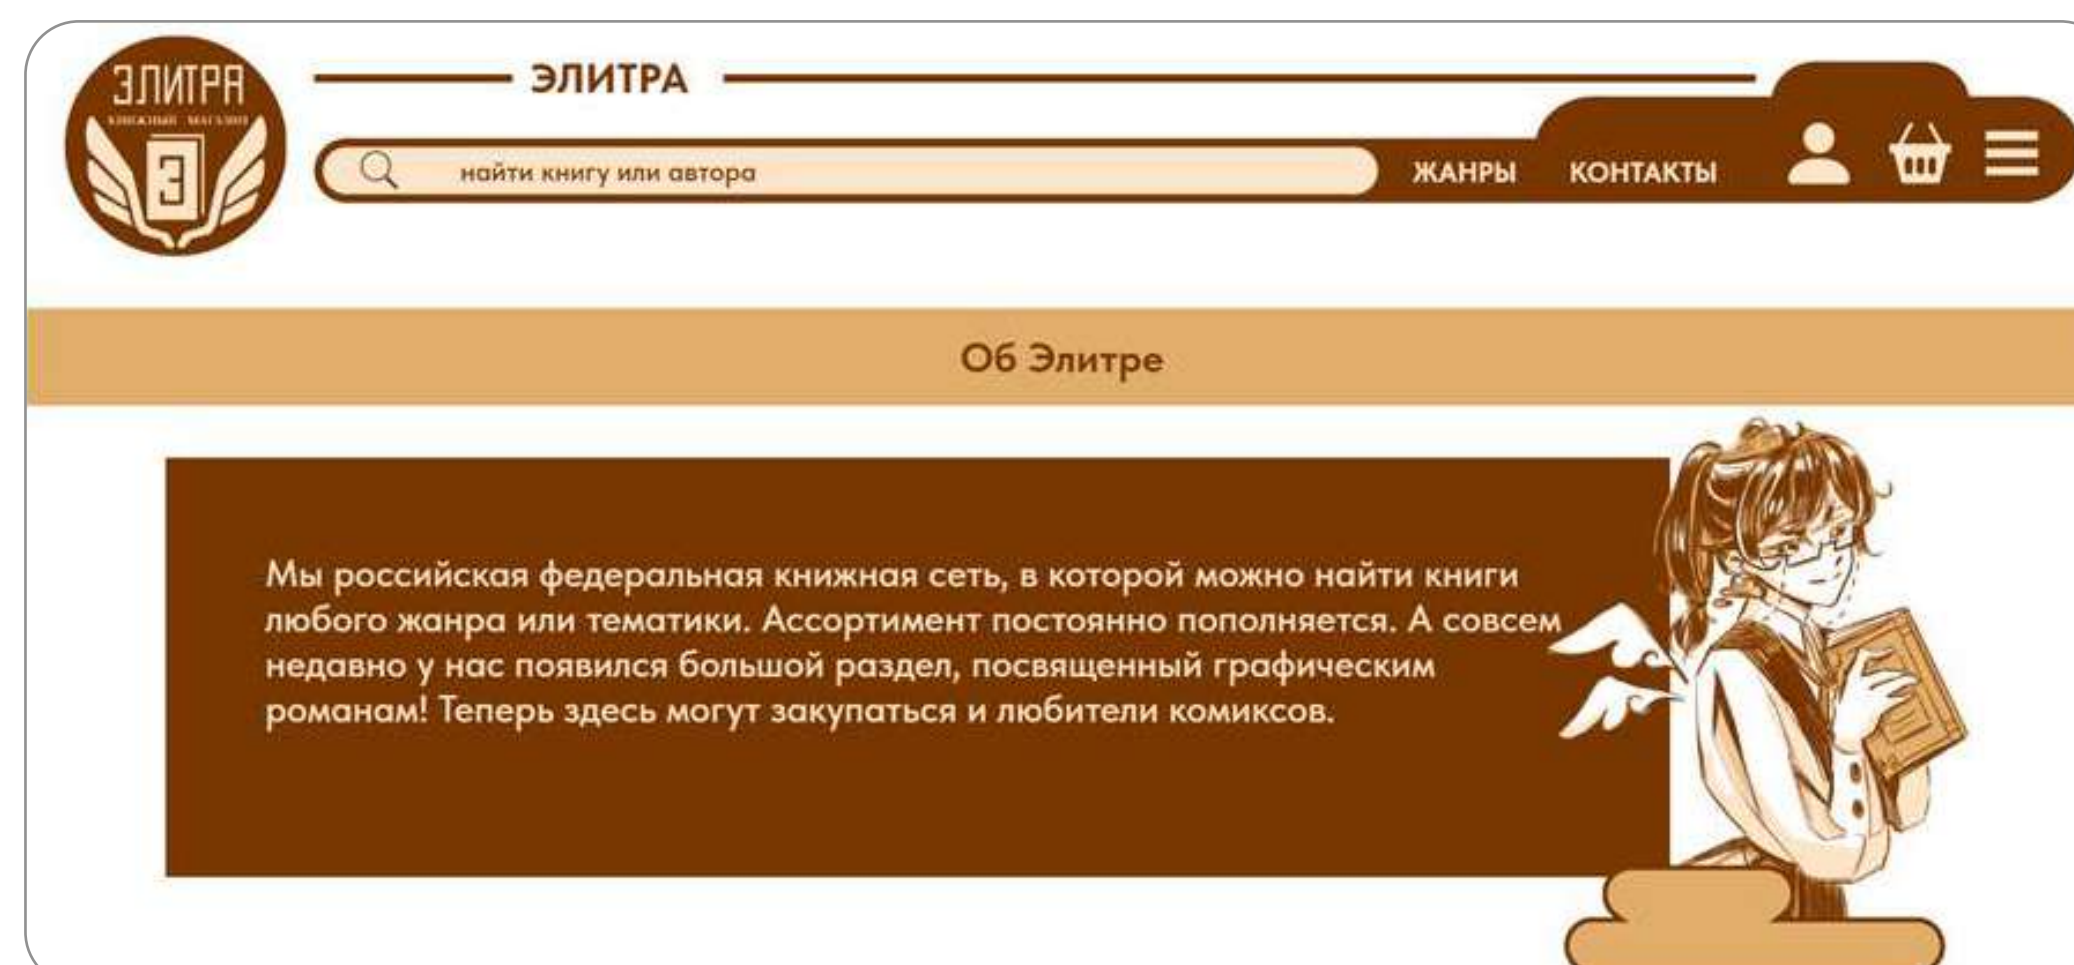 ЭЛИТРА
КНИЖНЫЙ МАГАЗИН
Э
ЭЛИТРА
найти книгу или автора
ЖАНРЫ
КОНТАКТЫ
Об Элитре
Мы российская федеральная книжная сеть, в которой можно найти книги
любого жанра или тематики. Ассортимент постоянно пополняется. А совсем
недавно у нас появился большой раздел, посвященный графическим
романам! Теперь здесь могут закупаться и любители комиксов.